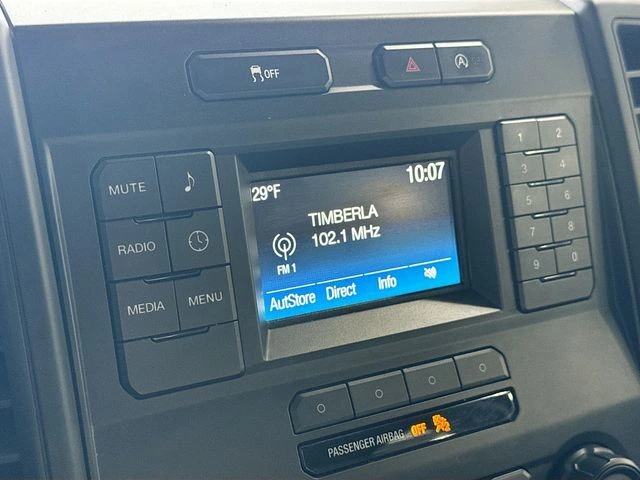 OFF
A
29°F
10:07
MUTE
TIMBERLA
102.1 MHz
RADIO
FM 1
MEDIA
MENU
AutStore Direct Info
1 2
3 4
5 6
7 8
9 0
PASSENGER AIRBAG OFF